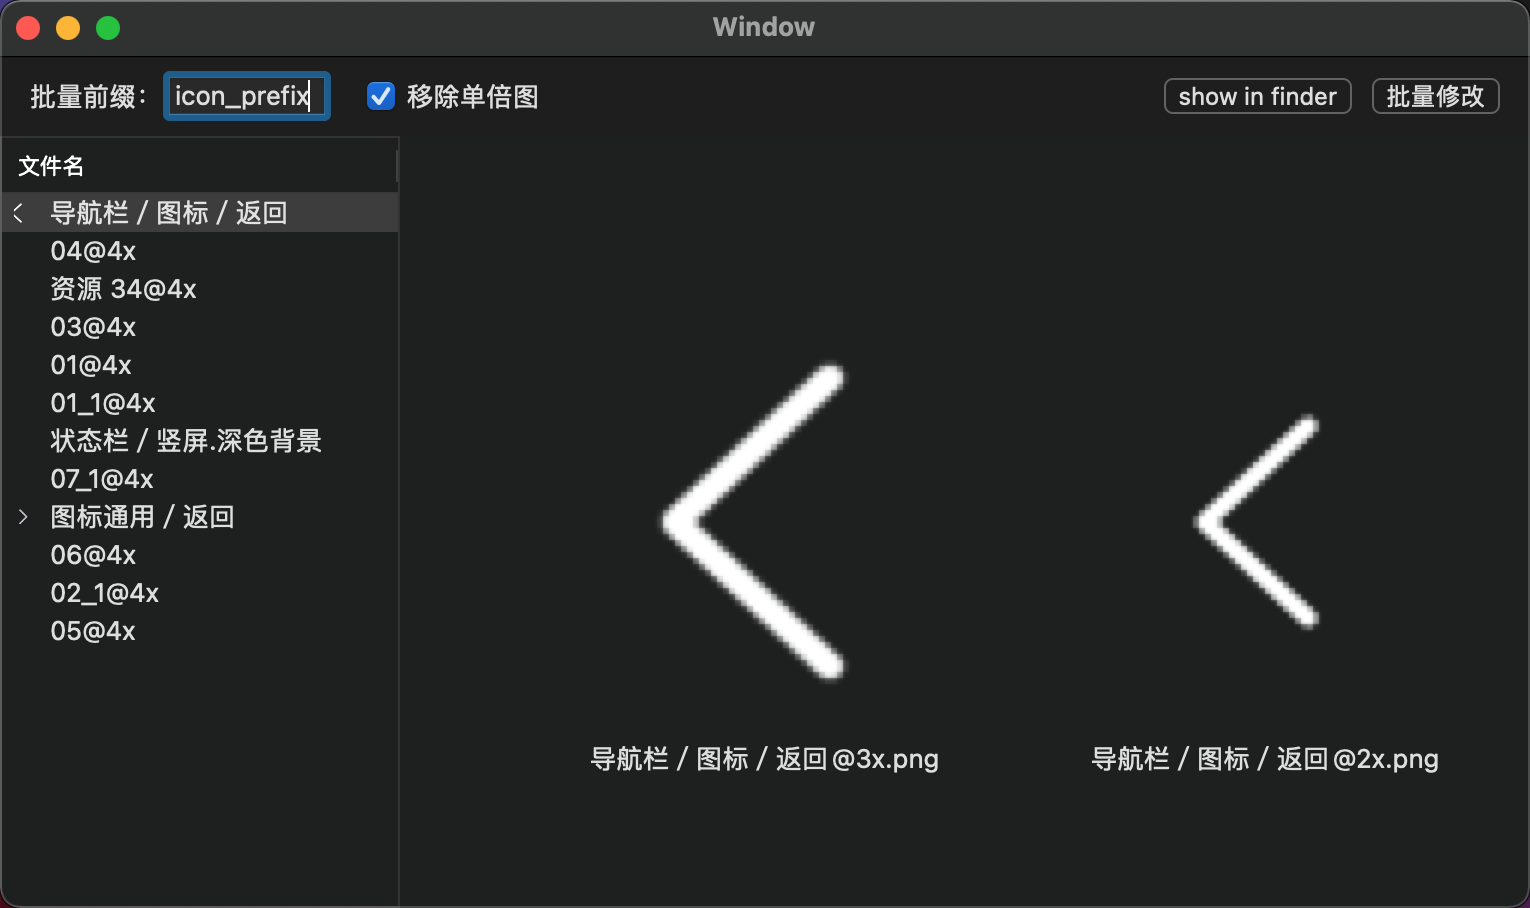 Window
批量前缀： icon_prefix 移除单倍图 show in finder 批量修改
文件名
导航栏 / 图标 / 返回
04@4x
资源 34@4x
03@4x
01@4x
01_1@4x
状态栏 / 竖屏.深色背景
07_1@4x
图标通用 / 返回
06@4x
02_1@4x
05@4x
导航栏 / 图标 / 返回@3x.png
导航栏 / 图标 / 返回@2x.png